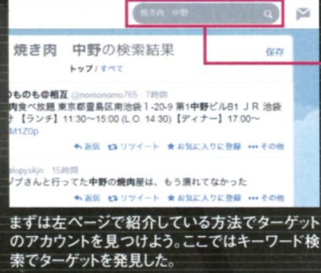 焼き肉 中野
焼き肉 中野の検索結果
保存
トップ / すべて
ものも@相互 @nomonomo765 7時間
肉食べ放題 東京都豊島区南池袋1-20-9 第1中野ビルB1 JR 池袋
【ランチ】11:30~15:00 (L.O. 14:30)【ディナー】17:00~
返信 リツイート ★お気に入りに登録 ••• その他
15時間
プさんと行ってた中野の焼肉屋は、もう潰れてなかった
返信 リツイート ★お気に入りに登録 ••• その他
まずは左ページで紹介している方法でターゲット
のアカウントを見つけよう。ここではキーワード検
索でターゲットを発見した。